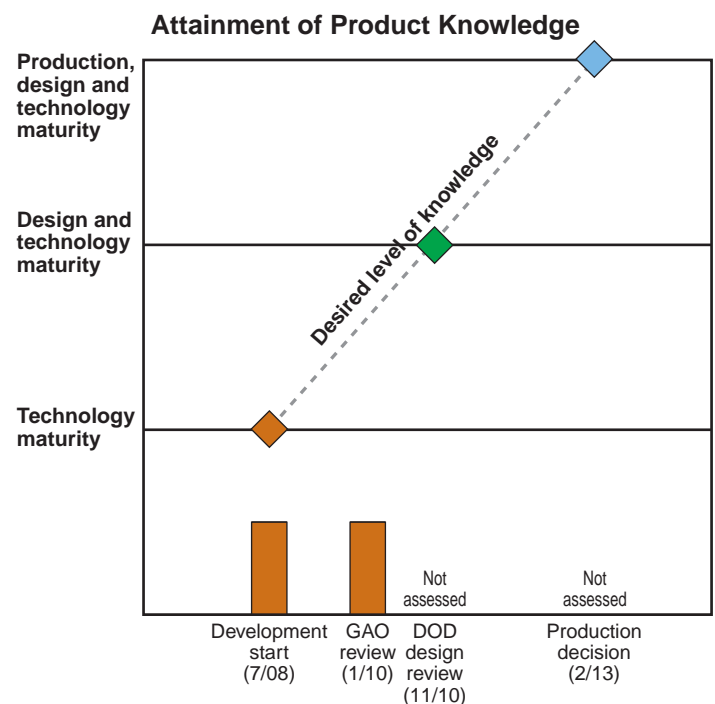 Attainment of Product Knowledge
Production,
design and
technology
maturity
Design and
technology
maturity
Technology
maturity
Desired level of knowledge
Not
assessed
Not
assessed
Development
start
(7/08)
GAO
review
(1/10)
DOD
design
review
(11/10)
Production
decision
(2/13)